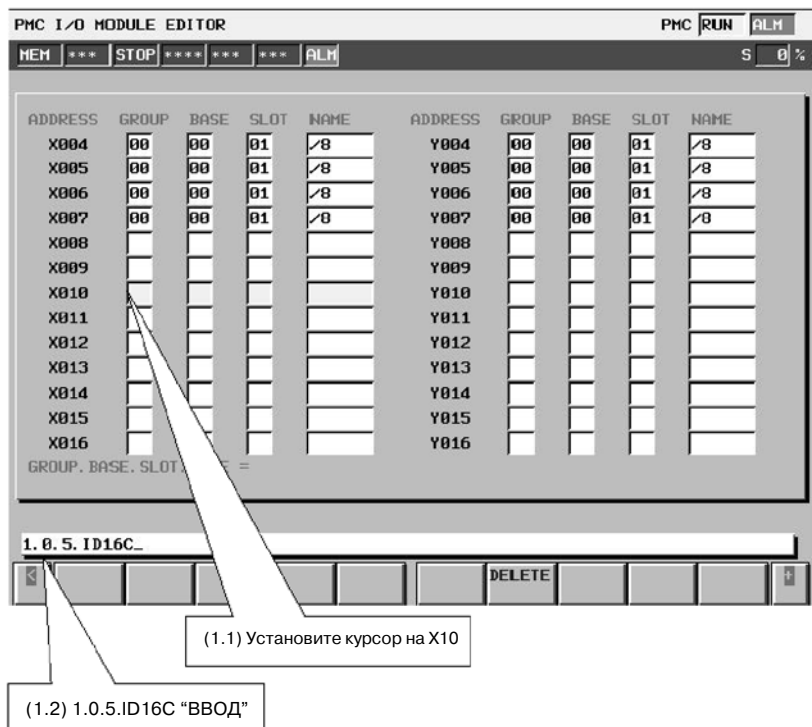 PMC I/O MODULE EDITOR PMC RUN ALM
MEM *** STOP **** *** *** ALM S 0 %
ADDRESS GROUP BASE SLOT NAME ADDRESS GROUP BASE SLOT NAME
X004 00 00 01 /8 Y004 00 00 01 /8
X005 00 00 01 /8 Y005 00 00 01 /8
X006 00 00 01 /8 Y006 00 00 01 /8
X007 00 00 01 /8 Y007 00 00 01 /8
X008 Y008
X009 Y009
X010 Y010
X011 Y011
X012 Y012
X013 Y013
X014 Y014
X015 Y015
X016 Y016
GROUP.BASE.SLOT. =
1.0.5.ID16C_
< DELETE +
(1.1) Установите курсор на X10
(1.2) 1.0.5.ID16C “ВВОД”